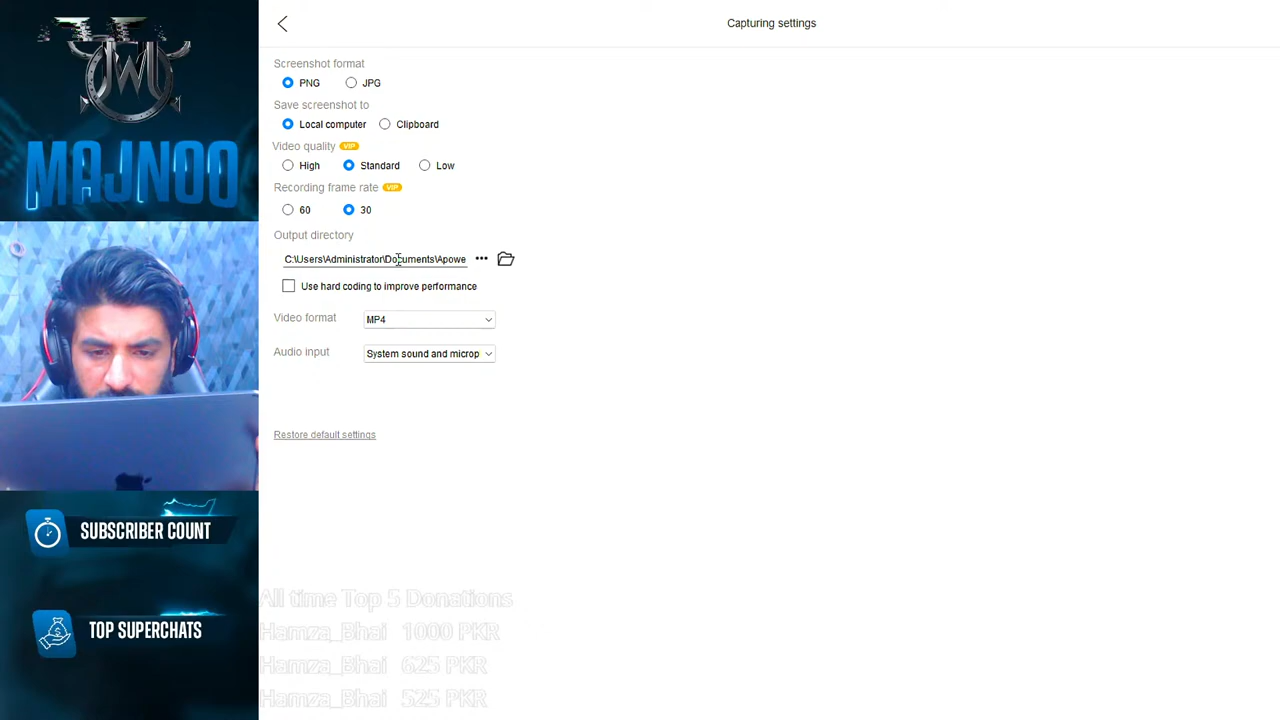 Capturing settings
Screenshot format
PNG JPG
Save screenshot to
Local computer Clipboard
Video quality VIP
High Standard Low
Recording frame rate VIP
60 30
Output directory
C:\Users\Administrator\Documents\Apowe •••
Use hard coding to improve performance
Video format MP4
Audio input System sound and microp
Restore default settings
MAJNOO
SUBSCRIBER COUNT
TOP SUPERCHATS
All time Top 5 Donations
Hamza_Bhai 1000 PKR
Hamza_Bhai 625 PKR
Hamza_Bhai 525 PKR